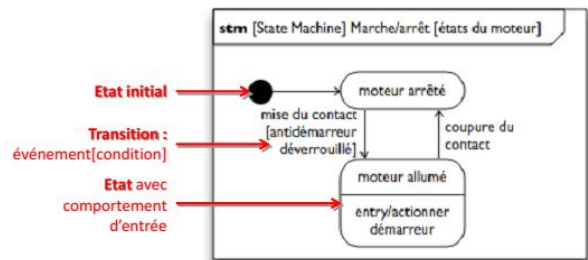 stm [State Machine] Marche/arrêt [états du moteur]
Etat initial
moteur arrêté
mise du contact
[antidémarreur
déverrouillé]
coupure du
contact
Transition :
événement[condition]
moteur allumé
Etat avec
comportement
d'entrée
entry/actionner
démarreur